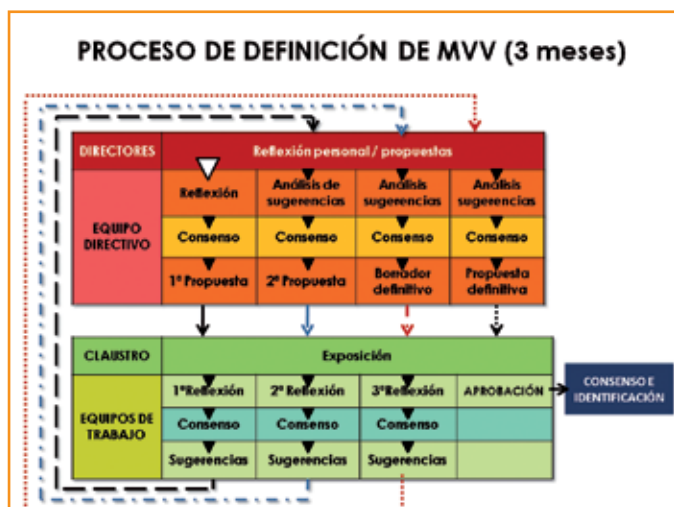 PROCESO DE DEFINICIÓN DE MVV (3 meses)
DIRECTORES
Reflexión personal / propuestas
EQUIPO
DIRECTIVO
Reflexión
Análisis de
sugerencias
Análisis
sugerencias
Análisis
sugerencias
Consenso
Consenso
Consenso
Consenso
1ª Propuesta
2ª Propuesta
Borrador
definitivo
Propuesta
definitiva
CLAUSTRO
Exposición
EQUIPOS DE
TRABAJO
1ªReflexión
2ª Reflexión
3ªReflexión
APROBACIÓN
CONSENSO E
IDENTIFICACIÓN
Consenso
Consenso
Consenso
Sugerencias
Sugerencias
Sugerencias